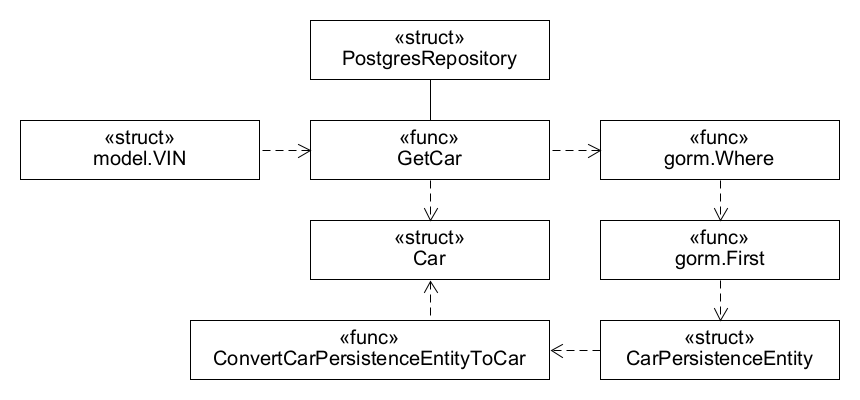 «struct»
PostgresRepository
«struct»
model.VIN
«func»
GetCar
«func»
gorm.Where
«struct»
Car
«func»
gorm.First
«func»
ConvertCarPersistenceEntityToCar
«struct»
CarPersistenceEntity